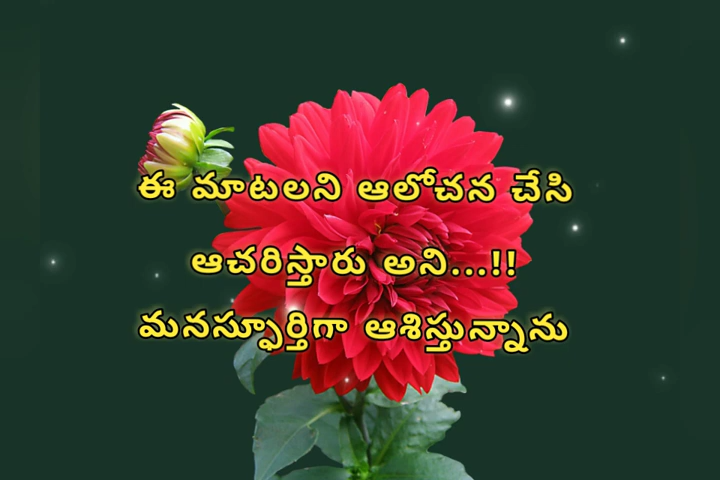 ఈ మాటలని ఆలోచన చేసి
ఆచరిస్తారు అని...!!
మనస్ఫూర్తిగా ఆశిస్తున్నాను